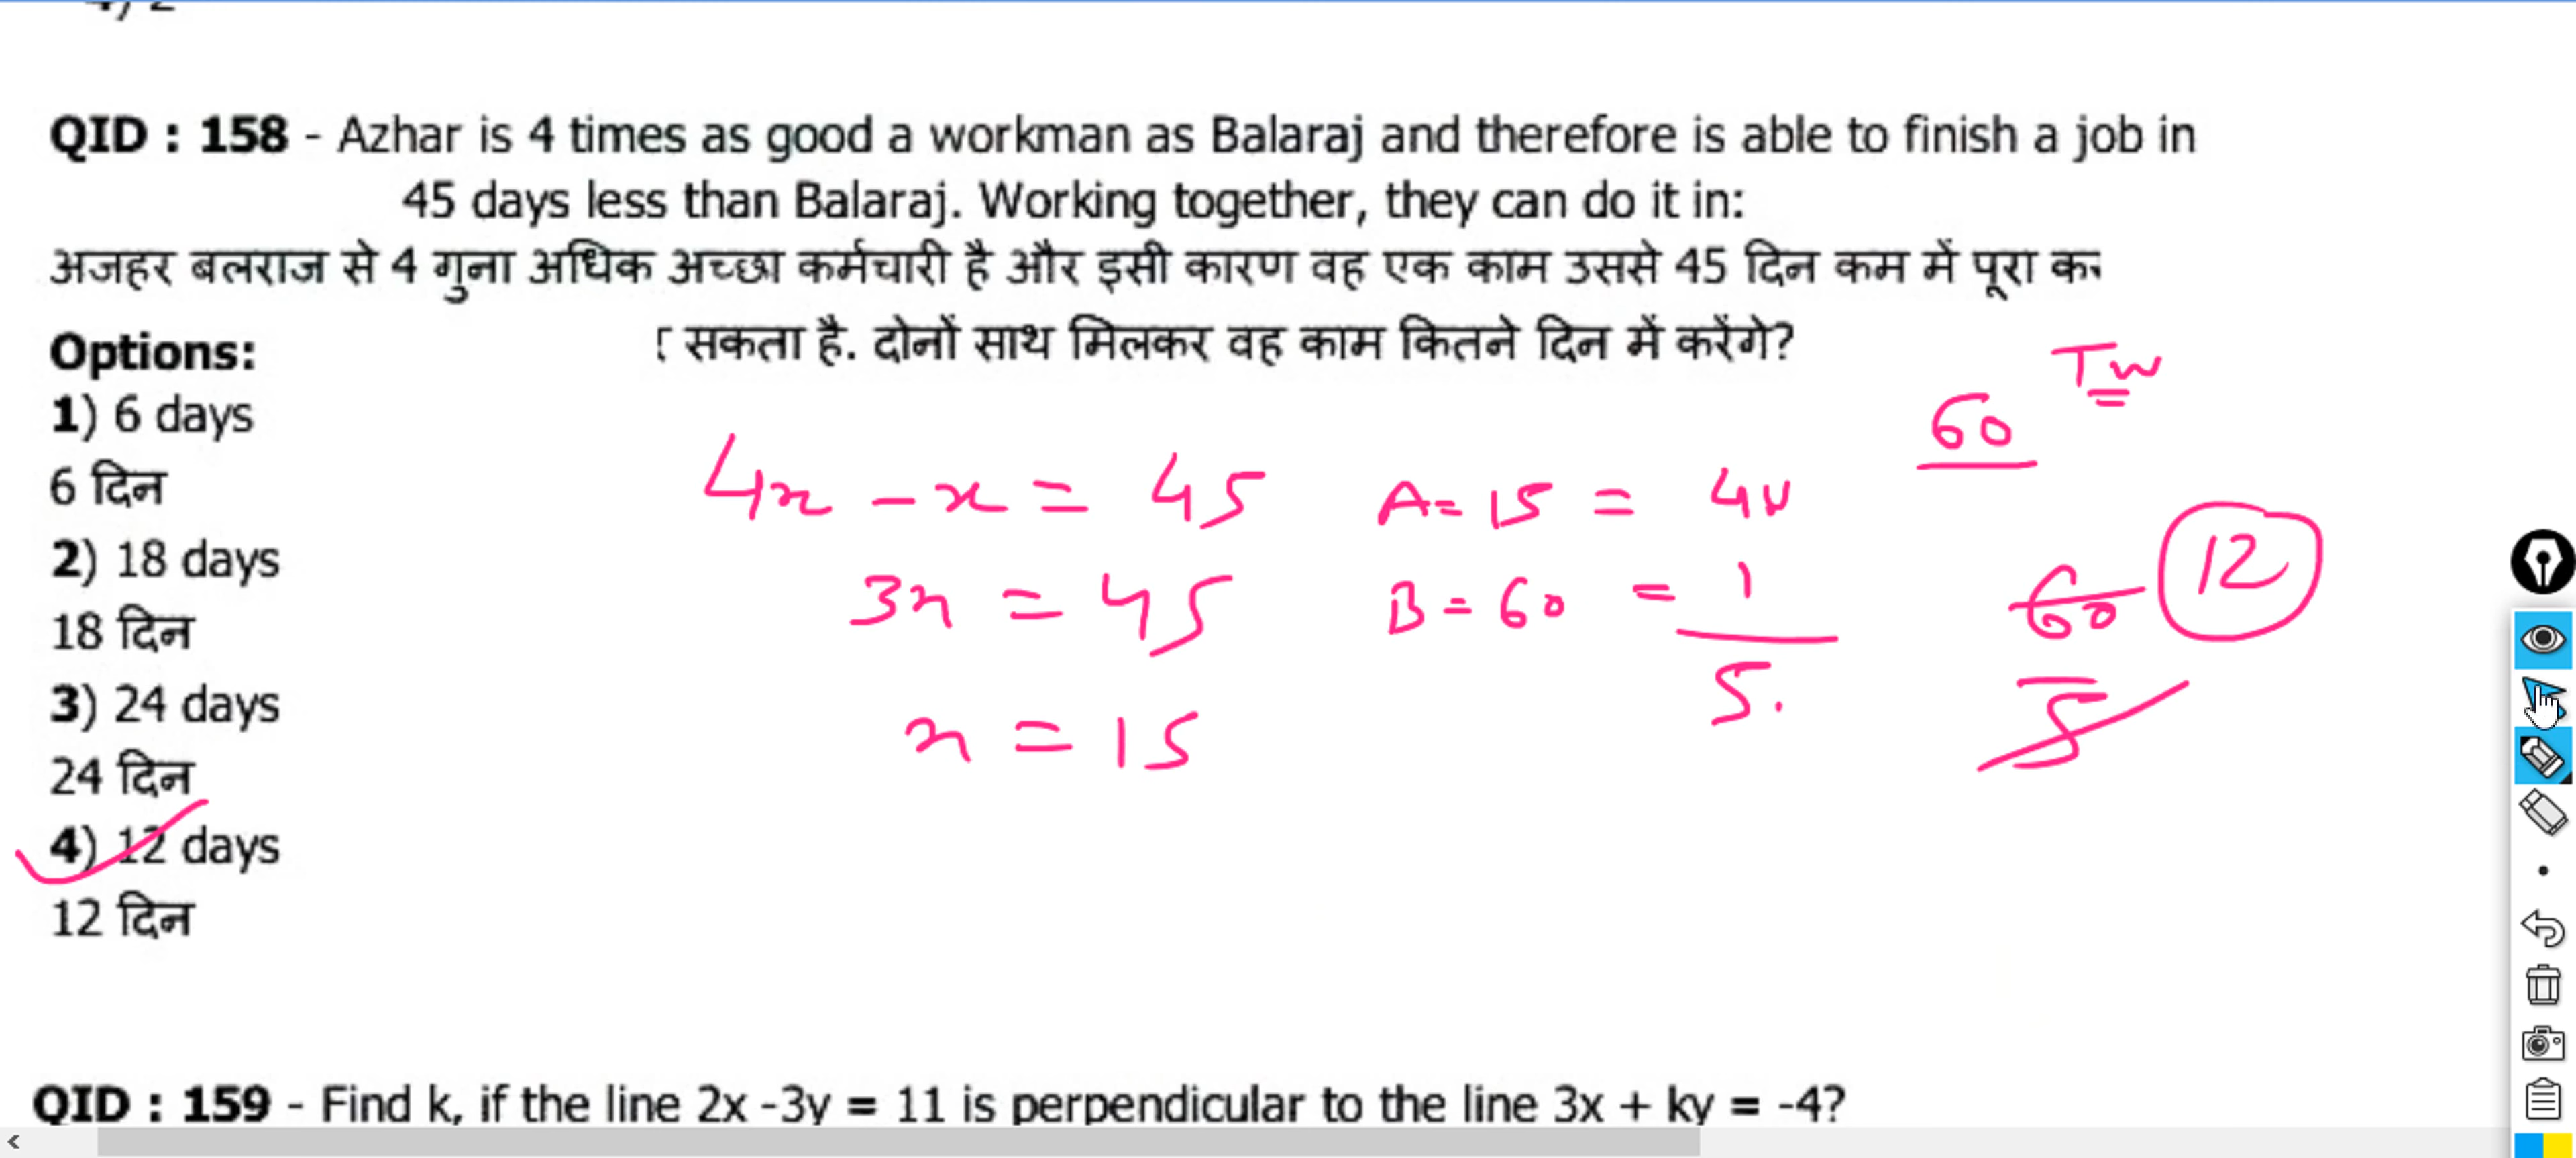 QID : 158 - Azhar is 4 times as good a workman as Balaraj and therefore is able to finish a job in
45 days less than Balaraj. Working together, they can do it in:
अजहर बलराज से 4 गुना अधिक अच्छा कर्मचारी है और इसी कारण वह एक काम उससे 45 दिन कम में पूरा क
सकता है. दोनों साथ मिलकर वह काम कितने दिन में करेंगे?
Options:
1) 6 days
6 दिन
2) 18 days
18 दिन
3) 24 days
24 दिन
4) 12 days
12 दिन
4x - x = 45
3x = 45
x = 15
A = 15 = 4
B = 60 = 1
5.
60 Tw
60
5
12
QID : 159 - Find k, if the line 2x -3y = 11 is perpendicular to the line 3x + ky = -4?